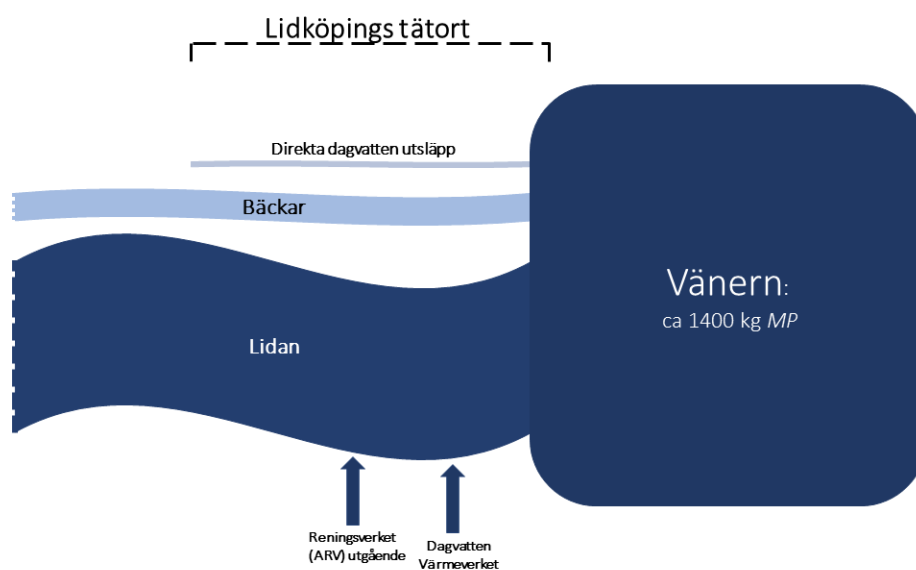 Lidköpings tätort
Direkta dagvatten utsläpp
Bäckar
Lidan
Vänern:
ca 1400 kg MP
Reningsverket
(ARV) utgående
Dagvatten
Värmeverket